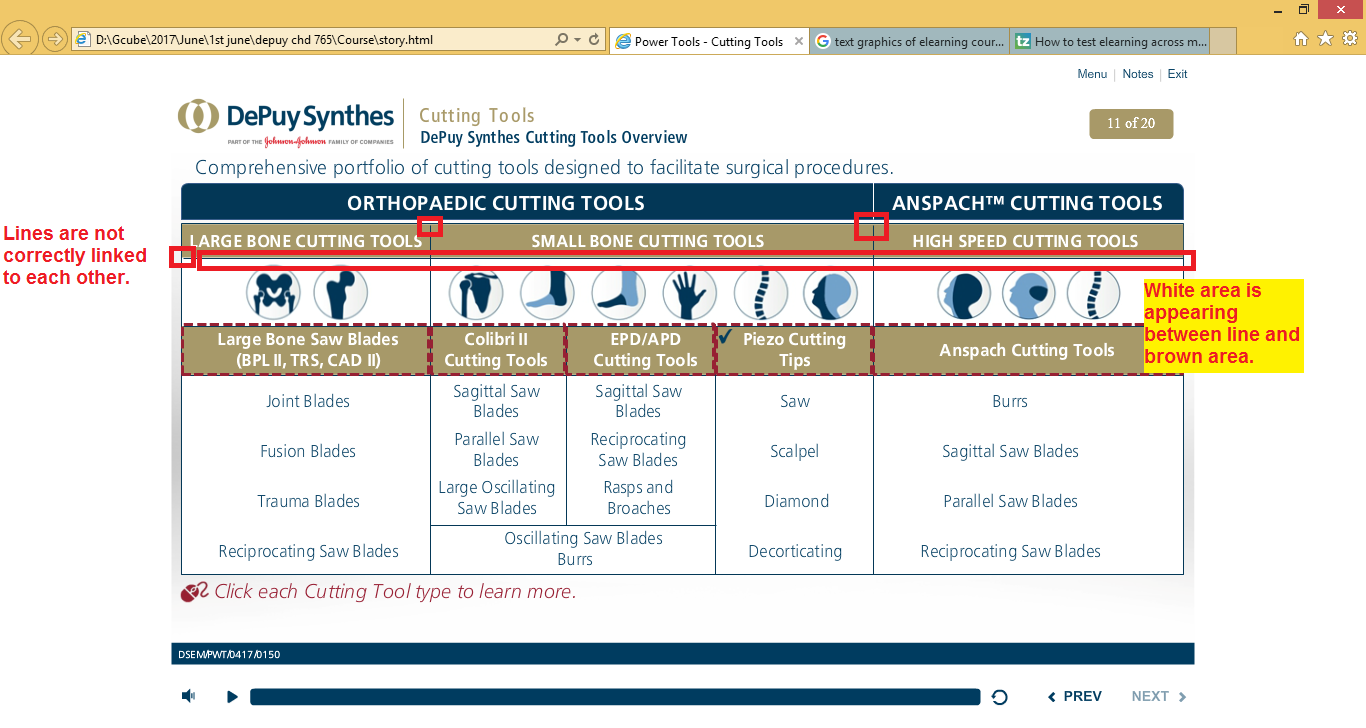 D:\Gcube\2017\June\1st june\depuy chd 765\Course\story.html
Power Tools - Cutting Tools
text graphics of elearning cour...
How to test elearning across m...
Menu | Notes | Exit
DePuy Synthes
PART OF THE Johnson-Johnson FAMILY OF COMPANIES
Cutting Tools
DePuy Synthes Cutting Tools Overview
11 of 20
Comprehensive portfolio of cutting tools designed to facilitate surgical procedures.
ORTHOPAEDIC CUTTING TOOLS
ANSPACH™ CUTTING TOOLS
Lines are not
correctly linked
to each other.
LARGE BONE CUTTING TOOLS
SMALL BONE CUTTING TOOLS
HIGH SPEED CUTTING TOOLS
White area is
appearing
between line and
brown area.
Large Bone Saw Blades
(BPL II, TRS, CAD II)
Colibri II
Cutting Tools
EPD/APD
Cutting Tools
Piezo Cutting
Tips
Anspach Cutting Tools
Joint Blades
Fusion Blades
Trauma Blades
Reciprocating Saw Blades
Sagittal Saw
Blades
Parallel Saw
Blades
Large Oscillating
Saw Blades
Sagittal Saw
Blades
Reciprocating
Saw Blades
Rasps and
Broaches
Oscillating Saw Blades
Burrs
Saw
Scalpel
Diamond
Decorticating
Burrs
Sagittal Saw Blades
Parallel Saw Blades
Reciprocating Saw Blades
Click each Cutting Tool type to learn more.
DSEM/PWT/0417/0150
PREV
NEXT